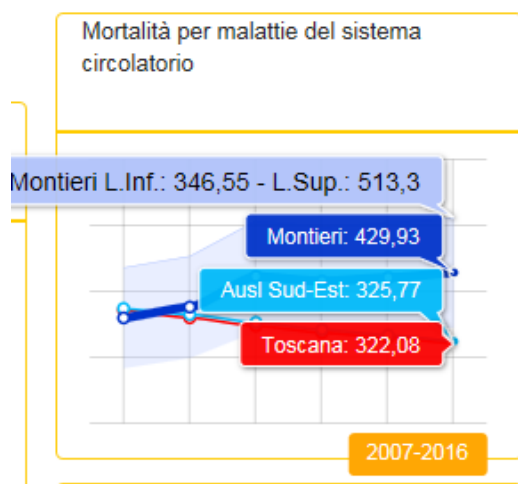 Mortalità per malattie del sistema
circolatorio
Montieri L.Inf.: 346,55 - L.Sup.: 513,3
Montieri: 429,93
Ausl Sud-Est: 325,77
Toscana: 322,08
2007-2016